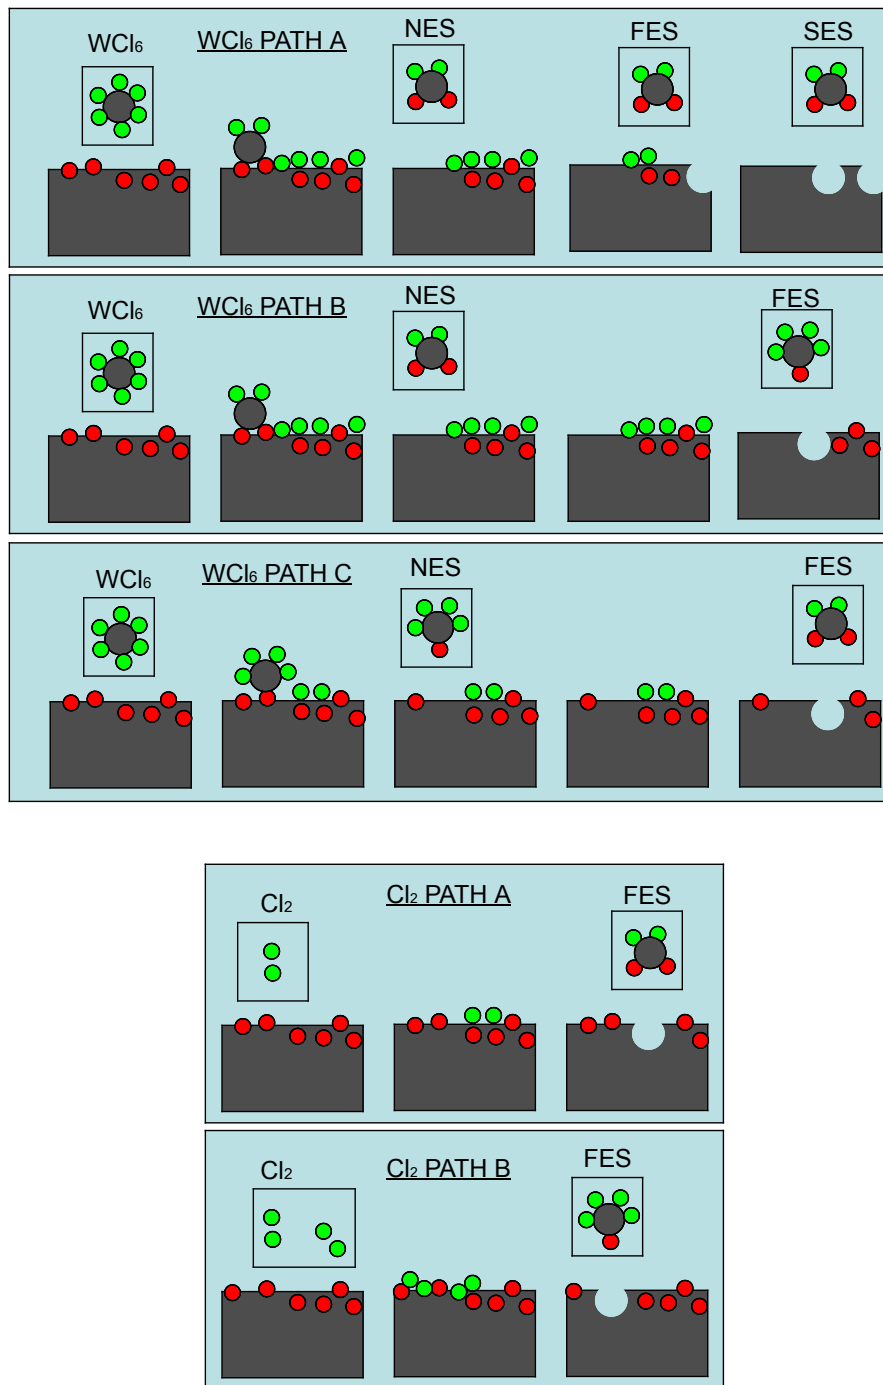 WCl₆ WCl₆ PATH A NES FES SES
WCl₆ WCl₆ PATH B NES FES
WCl₆ WCl₆ PATH C NES FES
Cl₂ Cl₂ PATH A FES
Cl₂ Cl₂ PATH B FES